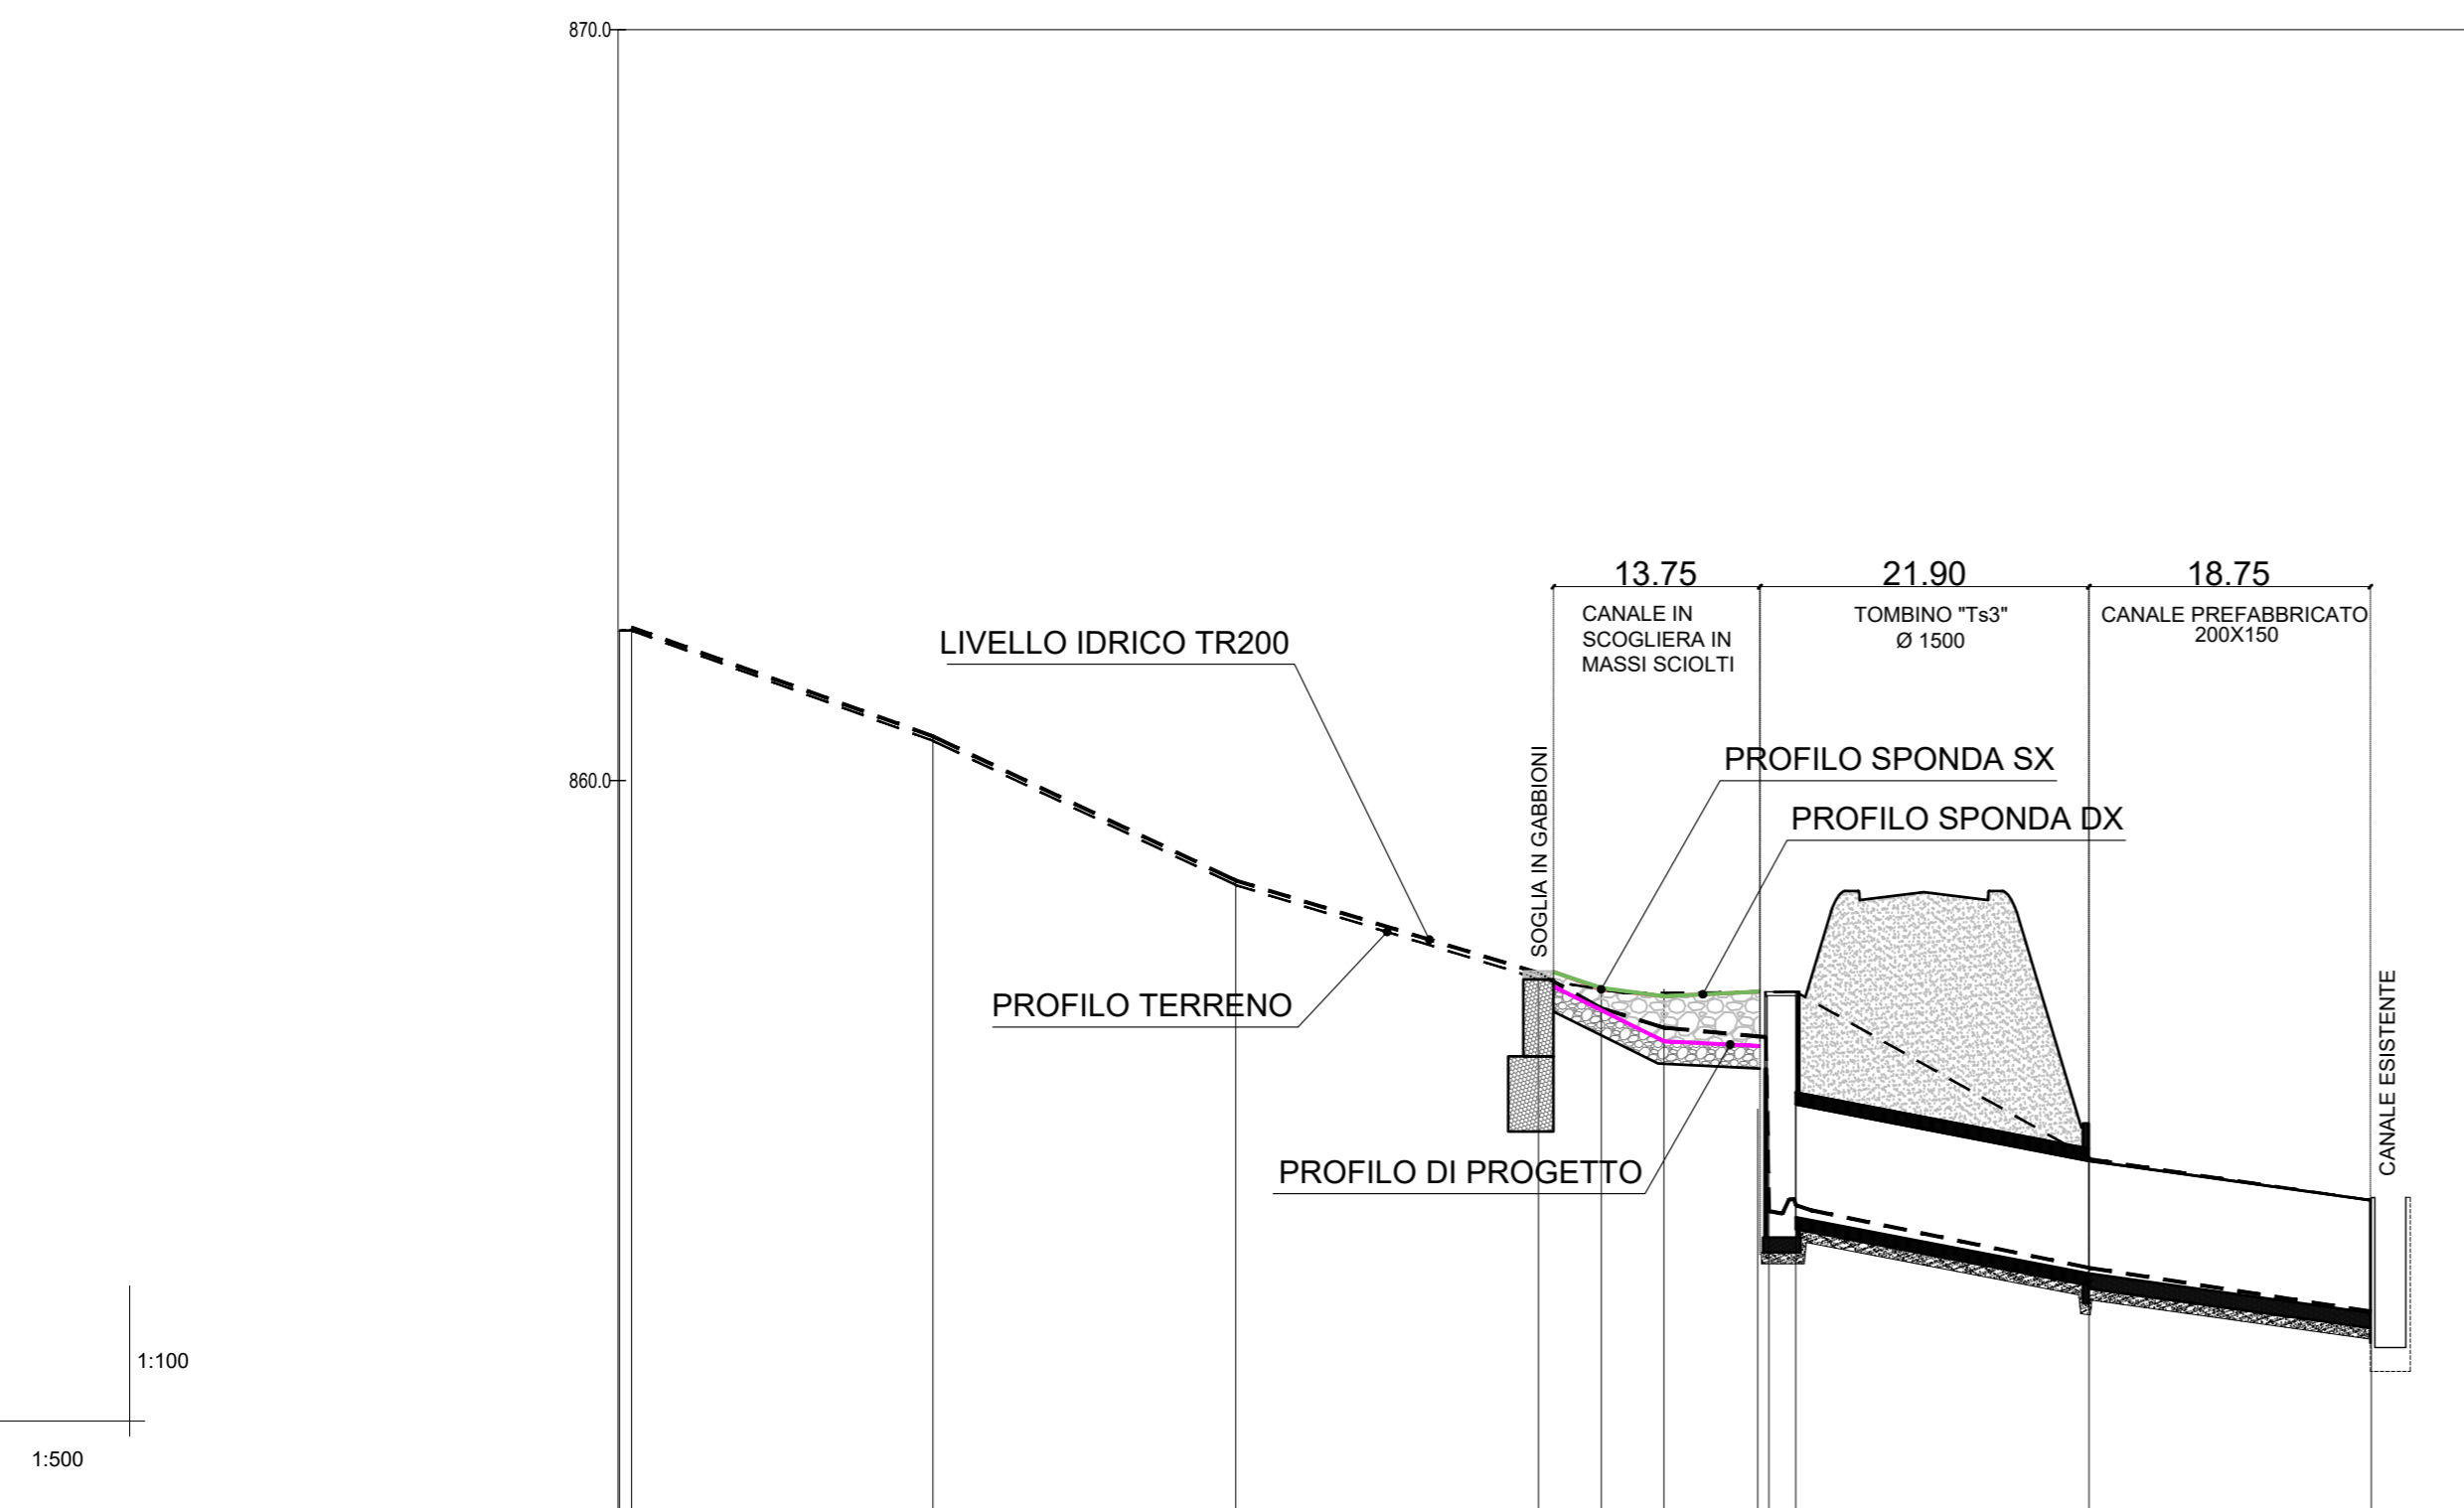 870.0
13.75
21.90
18.75
CANALE IN
SCOGLIERA IN
MASSI SCIOLTI
TOMBINO "Ts3"
Ø 1500
CANALE PREFABBRICATO
200X150
LIVELLO IDRICO TR200
860.0
SOGLIA IN GABBIONI
PROFILO SPONDA SX
PROFILO SPONDA DX
PROFILO TERRENO
CANALE ESISTENTE
PROFILO DI PROGETTO
1:100
1:500